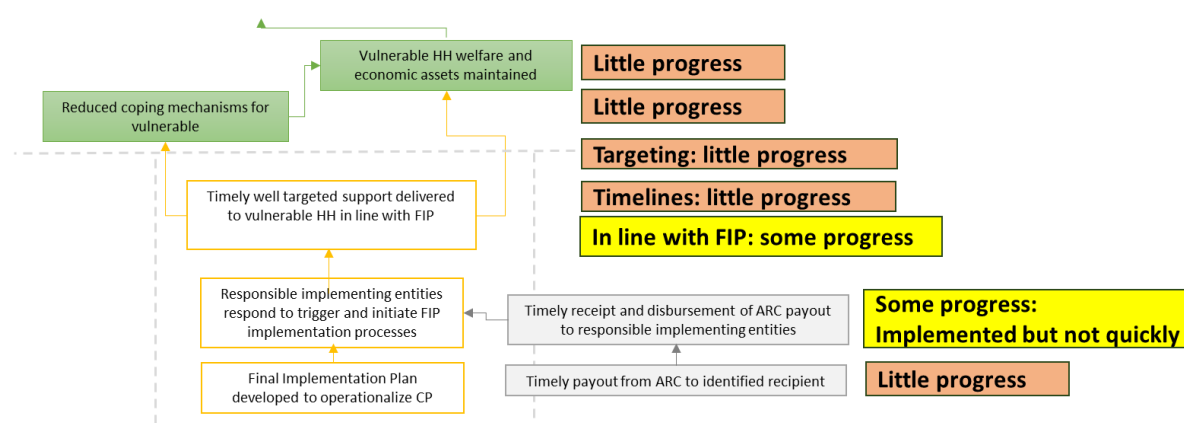 Vulnerable HH welfare and
economic assets maintained
Little progress
Reduced coping mechanisms for
vulnerable
Little progress
Targeting: little progress
Timely well targeted support delivered
to vulnerable HH in line with FIP
Timelines: little progress
In line with FIP: some progress
Responsible implementing entities
respond to trigger and initiate FIP
implementation processes
Timely receipt and disbursement of ARC payout
to responsible implementing entities
Some progress:
Implemented but not quickly
Final Implementation Plan
developed to operationalize CP
Timely payout from ARC to identified recipient
Little progress